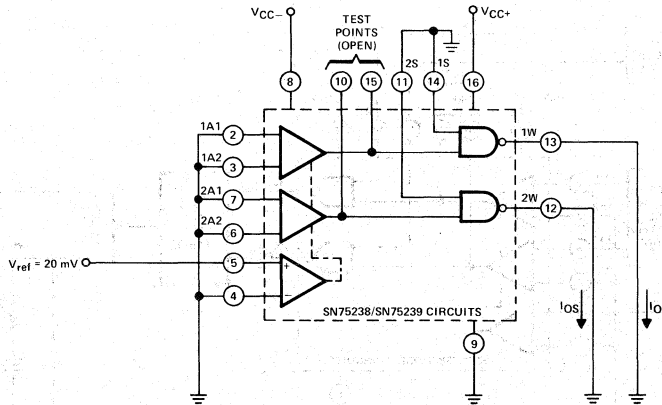 VCC−
TEST
POINTS
(OPEN)
VCC+
2S
1S
8
10
15
11
14
16
1A1
2
1W
13
1A2
3
2A1
7
2W
12
2A2
6
Vref = 20 mV
5
+
4
−
SN75238/SN75239 CIRCUITS
IOS
IO
9